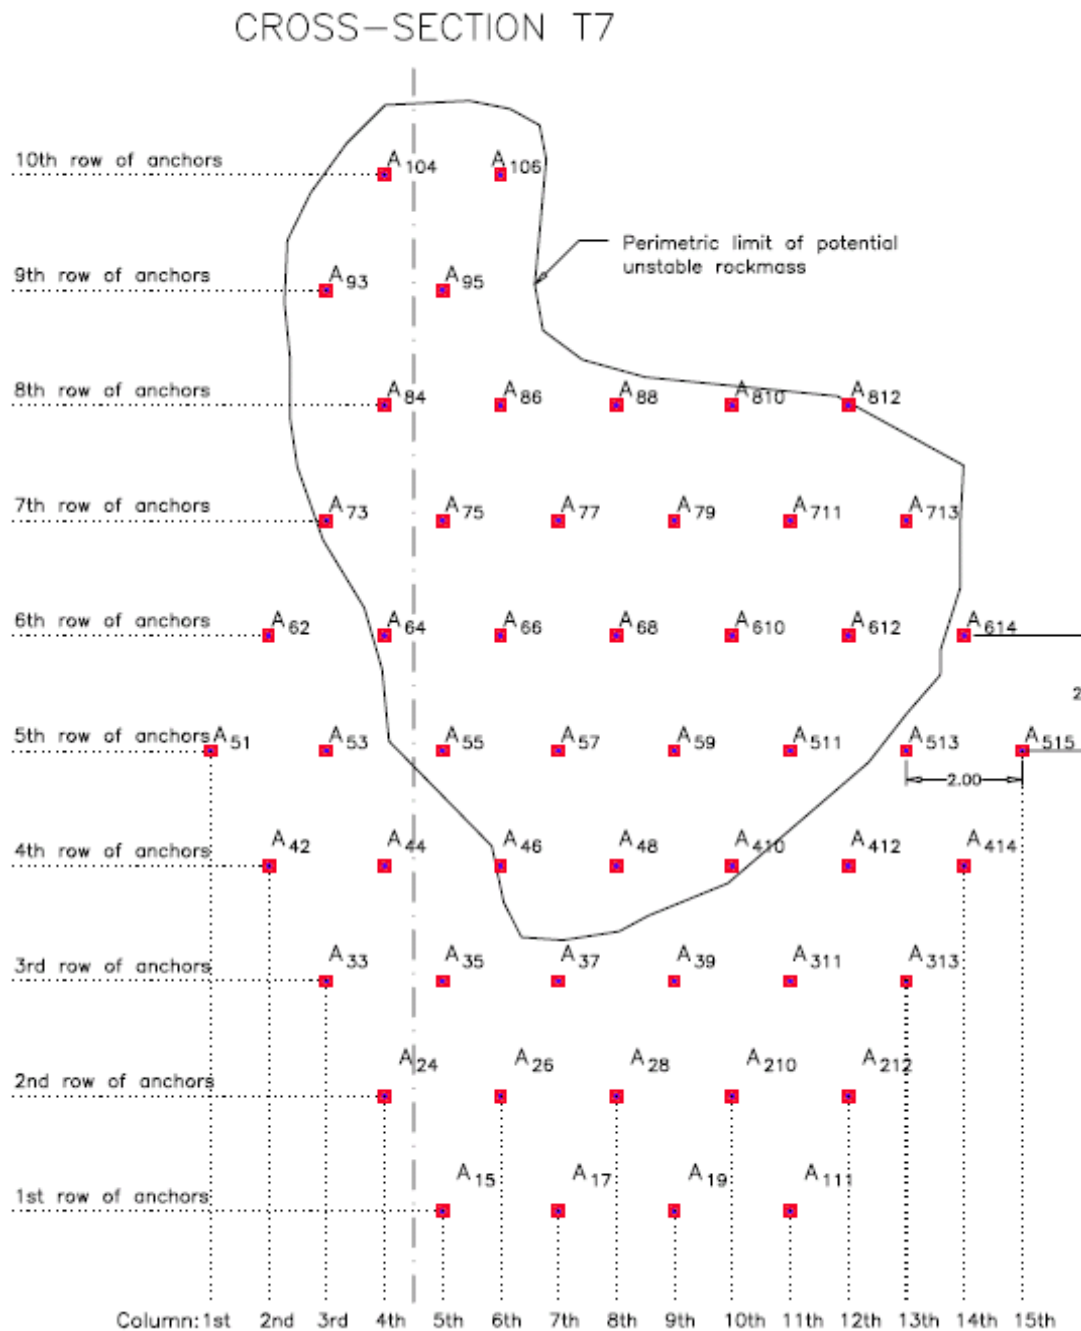 CROSS-SECTION T7
10th row of anchors
A104 A106
Perimetric limit of potential
unstable rockmass
9th row of anchors
A93 A95
8th row of anchors
A84 A86 A88 A810 A812
7th row of anchors
A73 A75 A77 A79 A711 A713
6th row of anchors
A62 A64 A66 A68 A610 A612 A614
2
5th row of anchors
A51 A53 A55 A57 A59 A511 A513 A515
2.00
4th row of anchors
A42 A44 A46 A48 A410 A412 A414
3rd row of anchors
A33 A35 A37 A39 A311 A313
2nd row of anchors
A24 A26 A28 A210 A212
1st row of anchors
A15 A17 A19 A111
Column: 1st 2nd 3rd 4th 5th 6th 7th 8th 9th 10th 11th 12th 13th 14th 15th